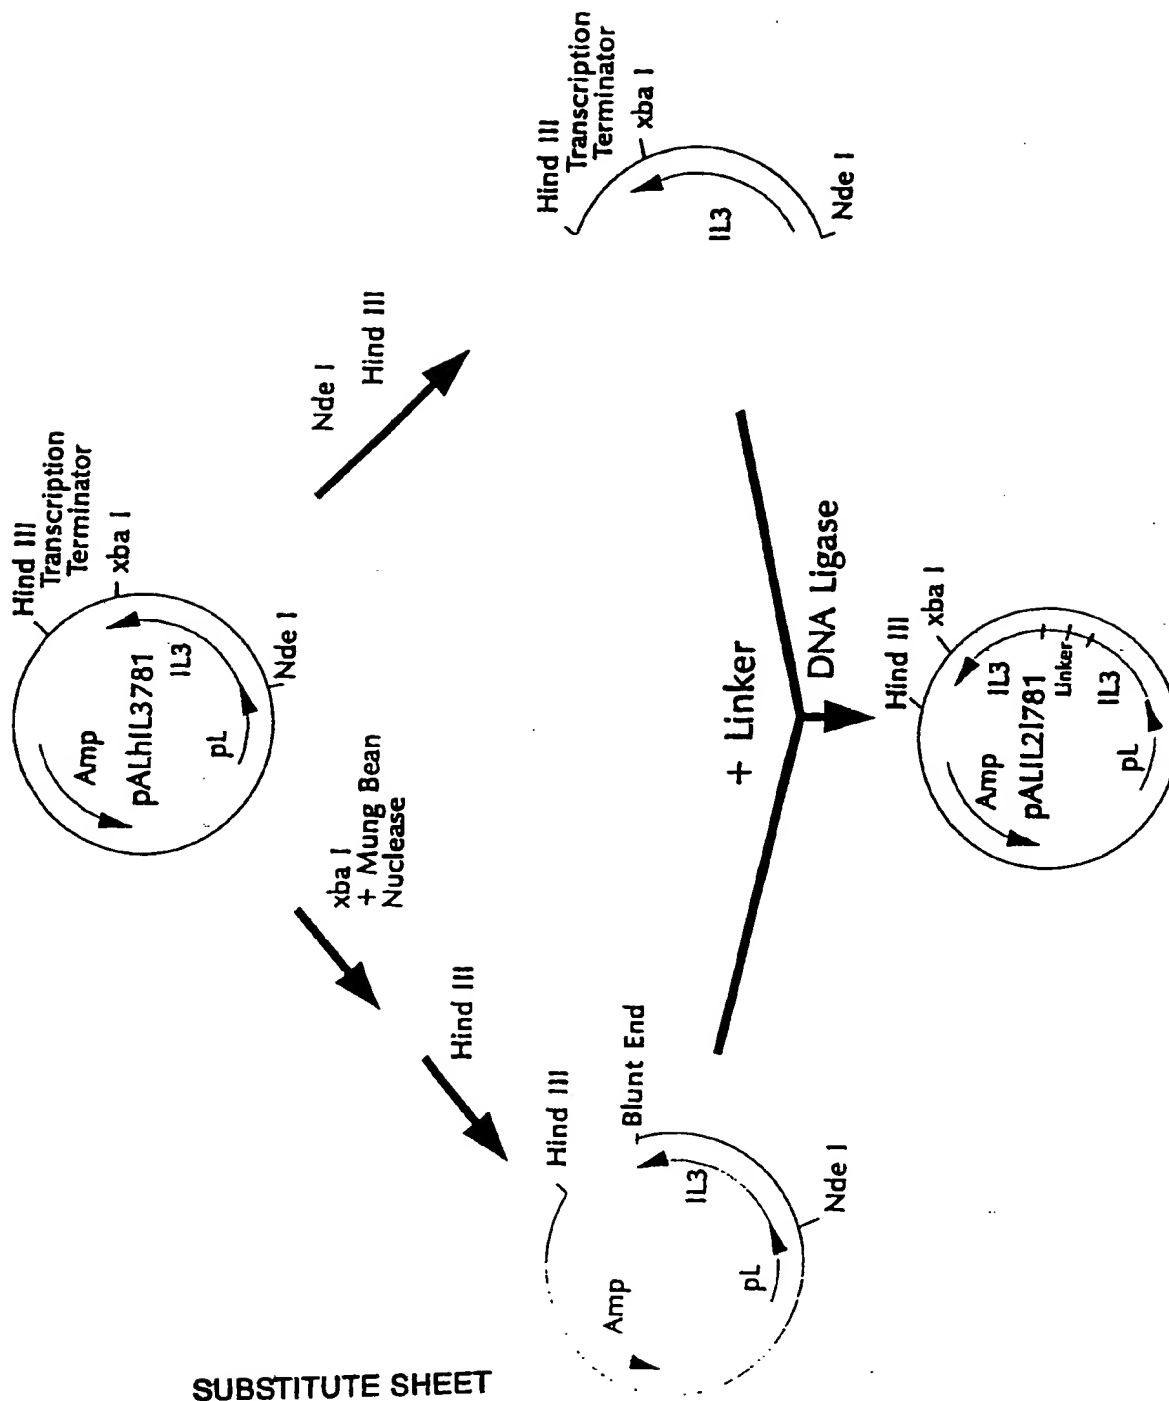 Hind III
Transcription
Terminator
xba I
Amp
pALhIL3781
IL3
pL
Nde I
xba I
+ Mung Bean
Nuclease
Hind III
Nde I
Hind III
Hind III
Blunt End
Amp
IL3
pL
Nde I
Hind III
Transcription
Terminator
xba I
IL3
Nde I
+ Linker
DNA Ligase
Hind III
xba I
Amp
IL3
pALIL2I781
Linker
IL3
pL
SUBSTITUTE SHEET